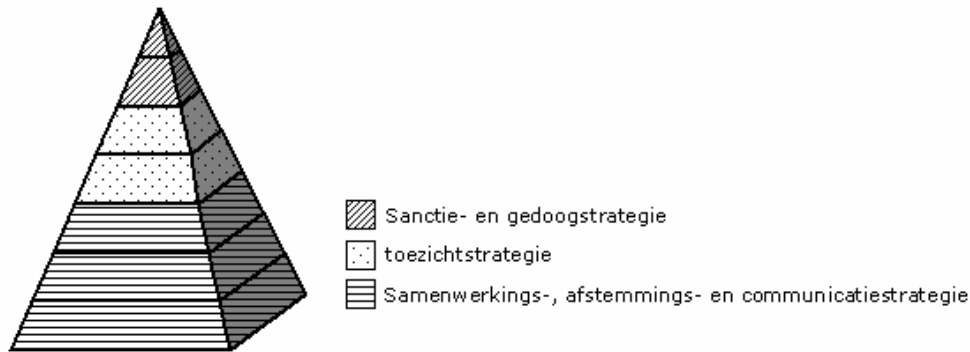 Sanctie- en gedoogstrategie
toezichtstrategie
Samenwerkings-, afstemmings- en communicatiestrategie